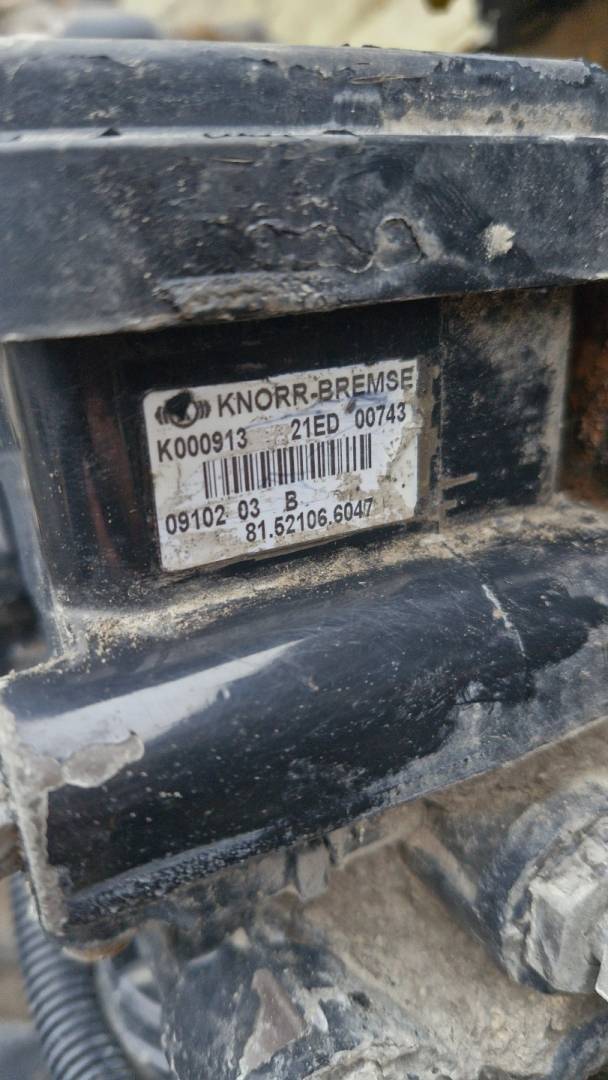 KNORR-BREMSE
K000913 21ED 00743
09102 03 B
81.52106.6047